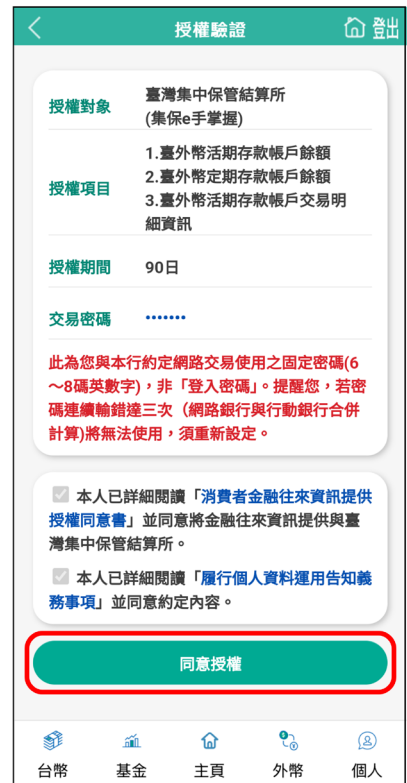 授權驗證
登出
授權對象
臺灣集中保管結算所
(集保e手掌握)
授權項目
1.臺外幣活期存款帳戶餘額
2.臺外幣定期存款帳戶餘額
3.臺外幣活期存款帳戶交易明
細資訊
授權期間
90日
交易密碼
•••••••
此為您與本行約定網路交易使用之固定密碼(6
～8碼英數字)，非「登入密碼」。提醒您，若密
碼連續輸錯達三次（網路銀行與行動銀行合併
計算)將無法使用，須重新設定。
本人已詳細閱讀「消費者金融往來資訊提供
授權同意書」並同意將金融往來資訊提供與臺
灣集中保管結算所。
本人已詳細閱讀「履行個人資料運用告知義
務事項」並同意約定內容。
同意授權
台幣
基金
主頁
外幣
個人